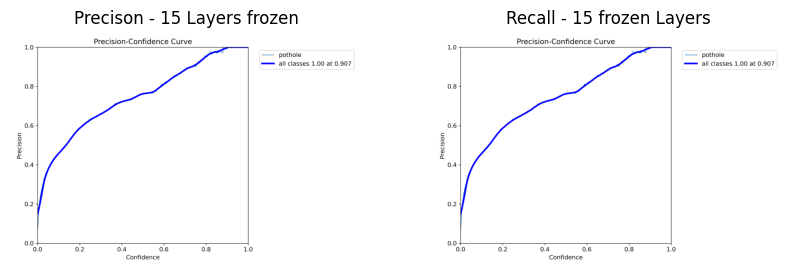 Precison - 15 Layers frozen
Precision-Confidence Curve
1.0
0.8
0.6
0.4
0.2
0.0
Precision
0.0 0.2 0.4 0.6 0.8 1.0
Confidence
pothole
all classes 1.00 at 0.907
Recall - 15 frozen Layers
Precision-Confidence Curve
1.0
0.8
0.6
0.4
0.2
0.0
Precision
0.0 0.2 0.4 0.6 0.8 1.0
Confidence
pothole
all classes 1.00 at 0.907